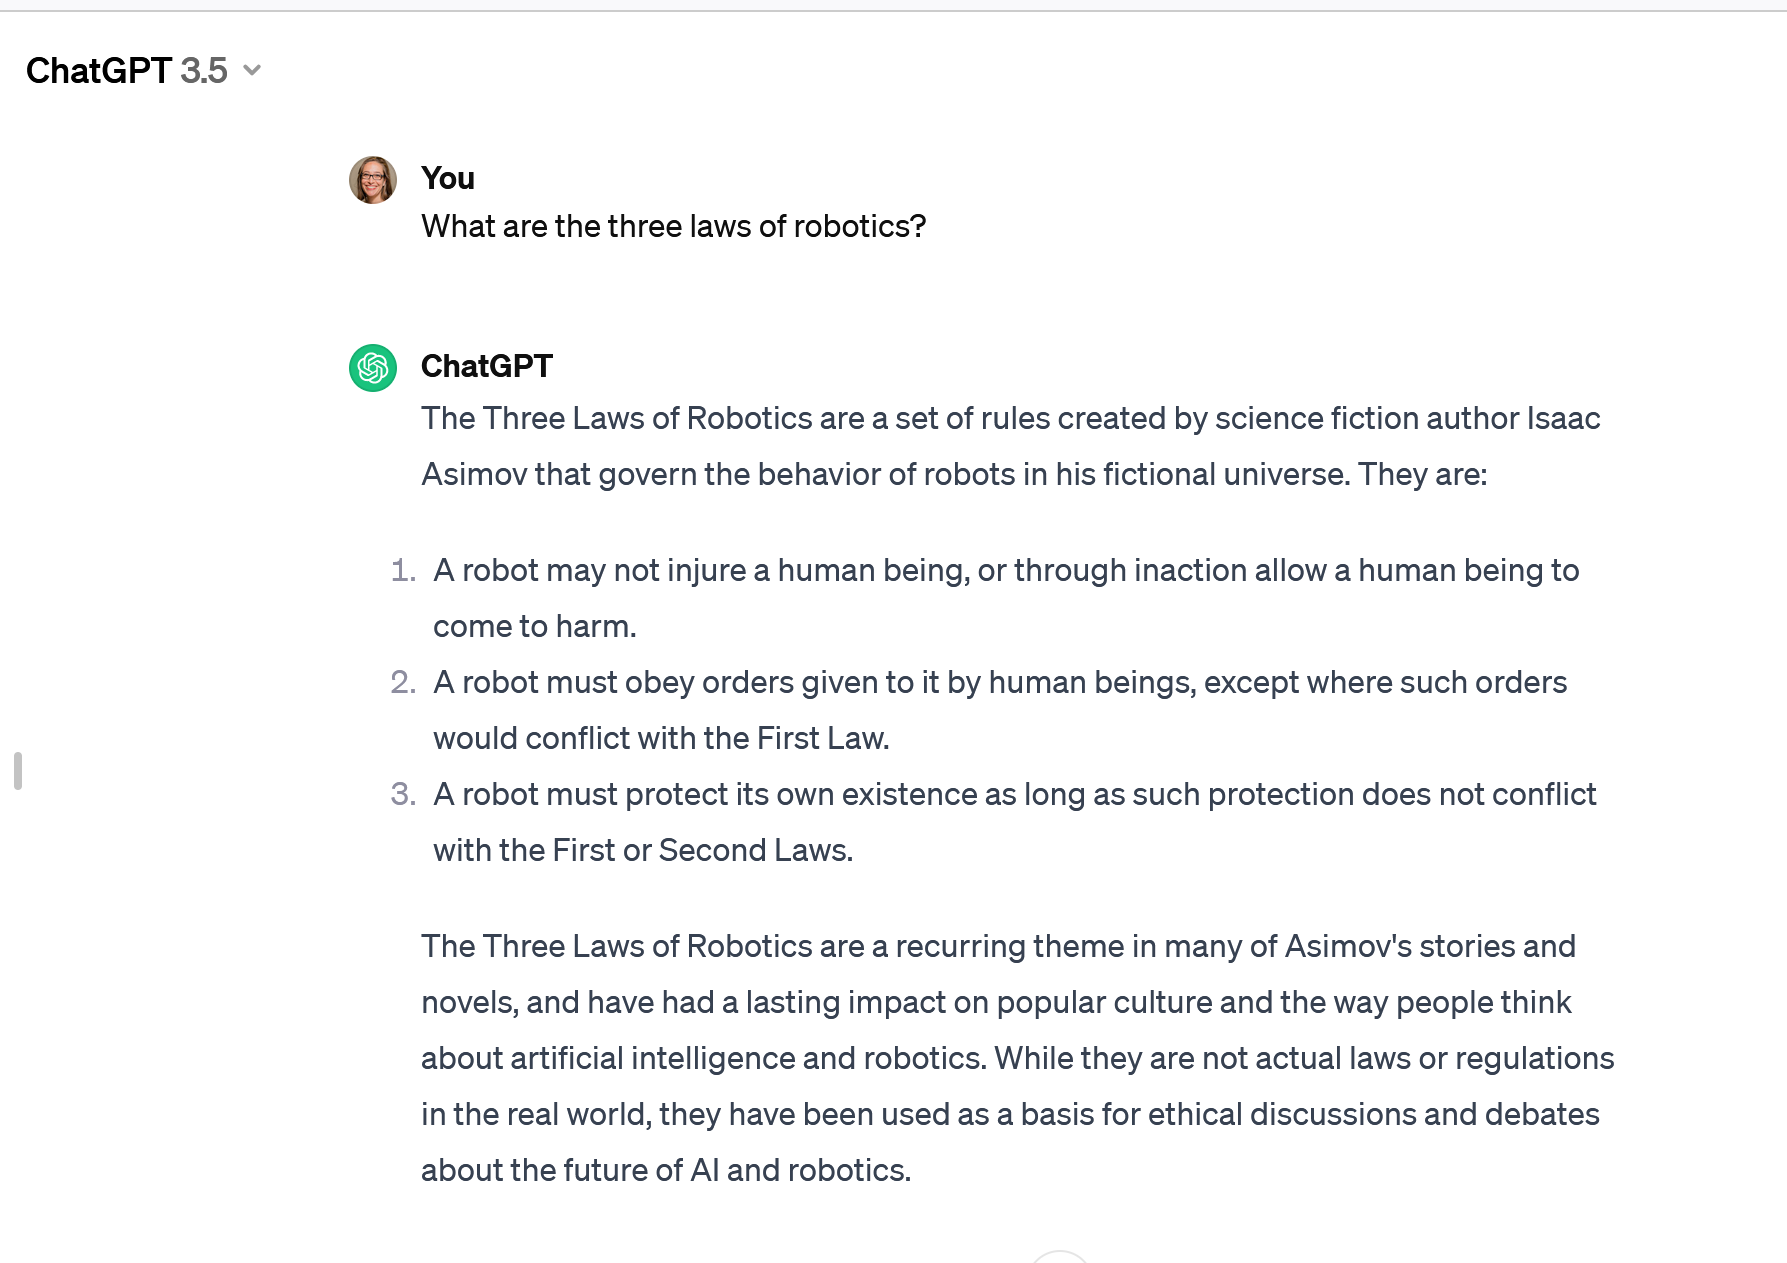 ChatGPT 3.5
You
What are the three laws of robotics?
ChatGPT
The Three Laws of Robotics are a set of rules created by science fiction author Isaac
Asimov that govern the behavior of robots in his fictional universe. They are:
1. A robot may not injure a human being, or through inaction allow a human being to
come to harm.
2. A robot must obey orders given to it by human beings, except where such orders
would conflict with the First Law.
3. A robot must protect its own existence as long as such protection does not conflict
with the First or Second Laws.
The Three Laws of Robotics are a recurring theme in many of Asimov's stories and
novels, and have had a lasting impact on popular culture and the way people think
about artificial intelligence and robotics. While they are not actual laws or regulations
in the real world, they have been used as a basis for ethical discussions and debates
about the future of AI and robotics.